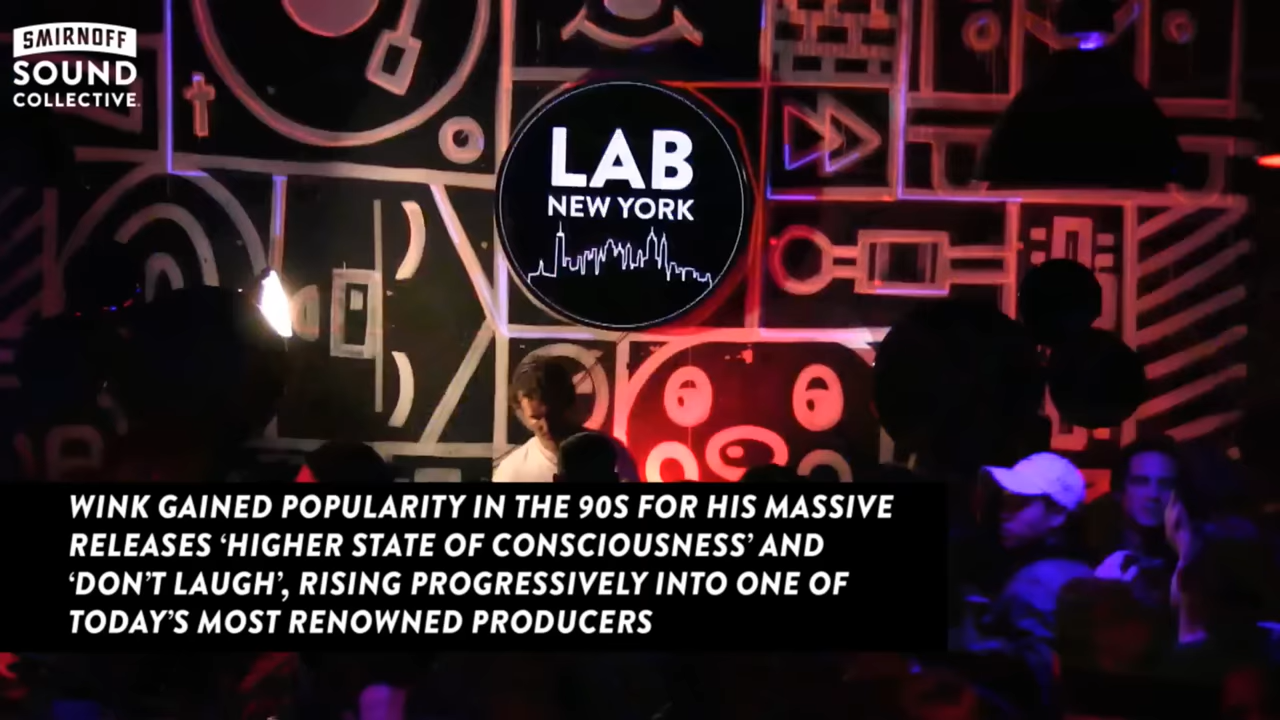 SMIRNOFF
SOUND
COLLECTIVE
LAB
NEW YORK
WINK GAINED POPULARITY IN THE 90S FOR HIS MASSIVE
RELEASES ‘HIGHER STATE OF CONSCIOUSNESS’ AND
‘DON’T LAUGH’, RISING PROGRESSIVELY INTO ONE OF
TODAY’S MOST RENOWNED PRODUCERS